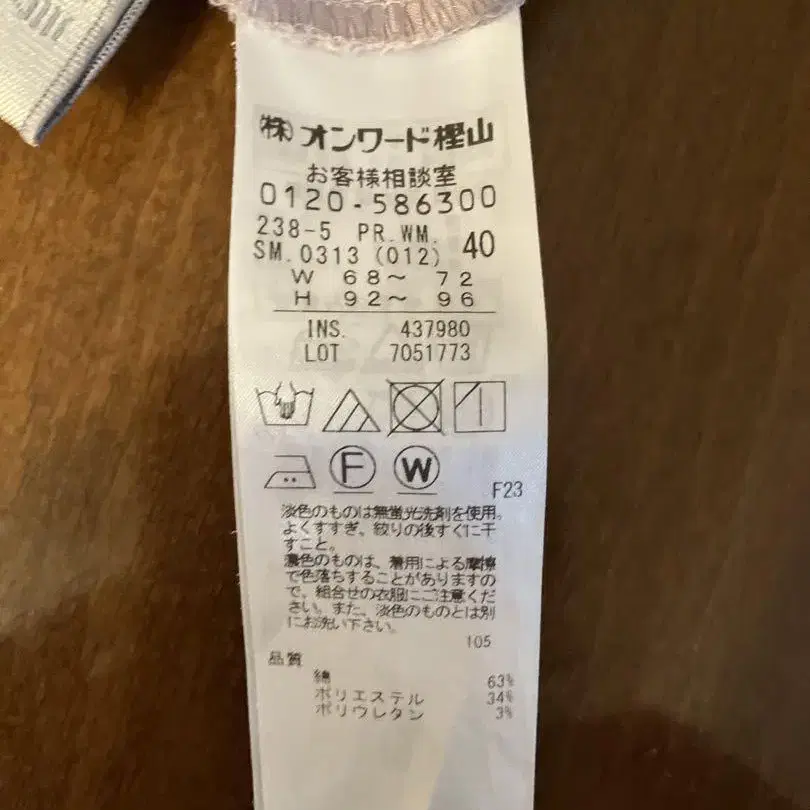 ㈱オンワード樫山
お客様相談室
0120-586300
238-5 PR.WM. 40
SM.0313 (012)
W 68～ 72
H 92～ 96
INS. 437980
LOT 7051773
F W
F23
淡色のものは無蛍光洗剤を使用。
よくすすぎ、絞りの後すぐに干
すこと。
濃色のものは、着用による摩擦
で色落ちすることがありますの
で、組合せの衣服にご注意くだ
さい。また、淡色のものとは別
にお洗い下さい。
105
品質
綿 63%
ポリエステル 34%
ポリウレタン 3%